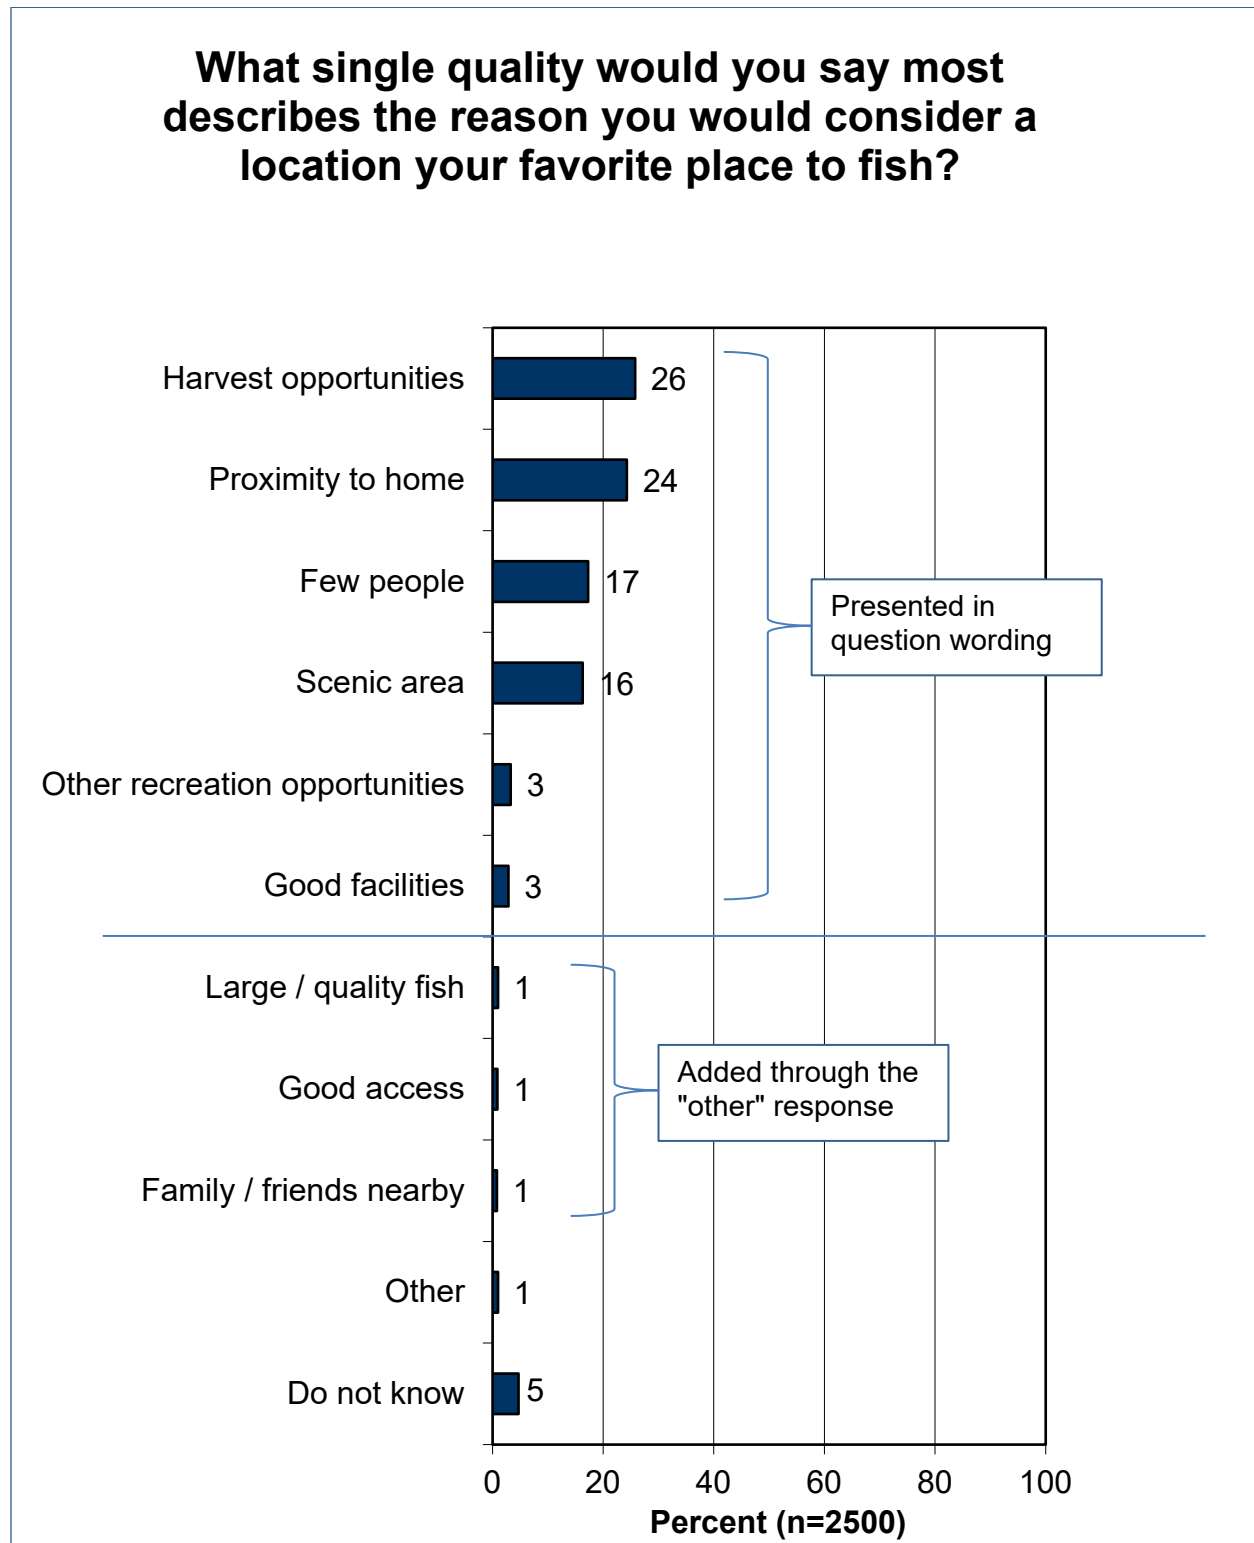 What single quality would you say most
describes the reason you would consider a
location your favorite place to fish?
Harvest opportunities 26
Proximity to home 24
Few people 17
Presented in
question wording
Scenic area 16
Other recreation opportunities 3
Good facilities 3
Large / quality fish 1
Added through the
"other" response
Good access 1
Family / friends nearby 1
Other 1
Do not know 5
0 20 40 60 80 100
Percent (n=2500)